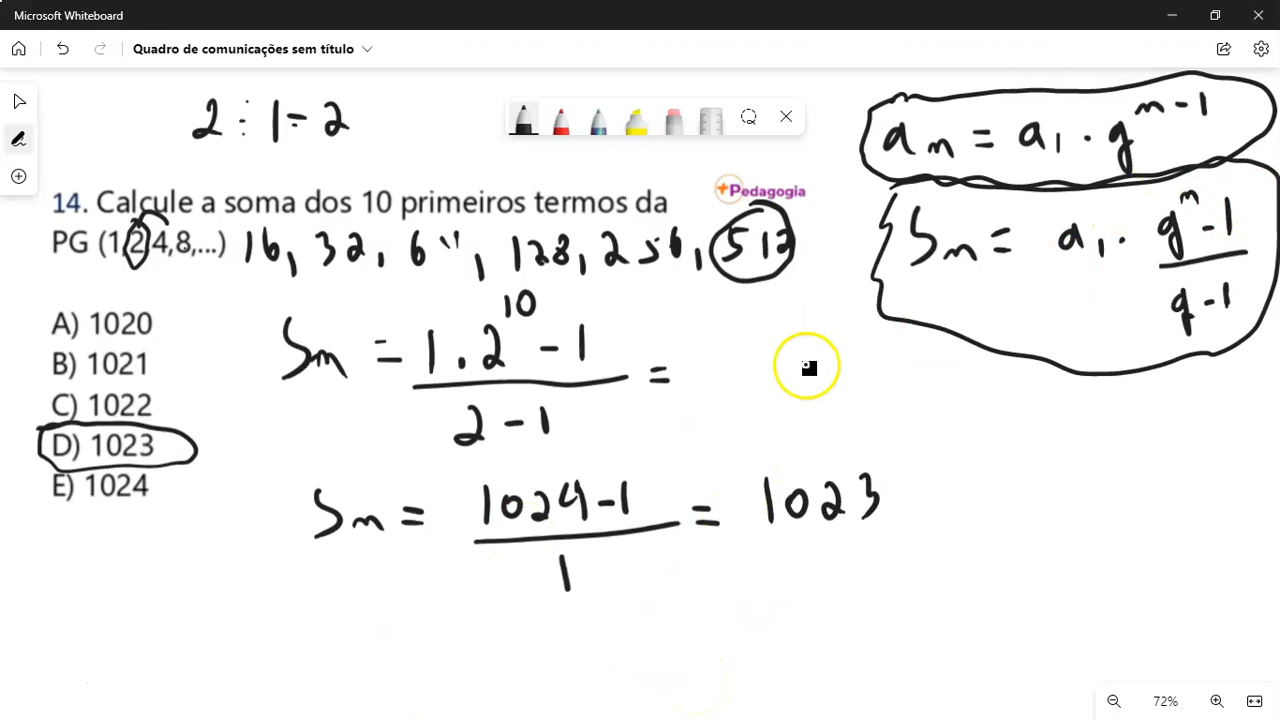 Microsoft Whiteboard
Quadro de comunicações sem título
2 ÷ 1 = 2
an = a1 . q^n-1
+Pedagogia
14. Calcule a soma dos 10 primeiros termos da
PG (1,2,4,8,...) 16, 32, 64, 128, 256, 512
Sn = a1 . q^n - 1
q - 1
A) 1020
B) 1021
C) 1022
D) 1023
E) 1024
Sn = 1 . 2^10 - 1 =
2 - 1
Sn = 1024 - 1 = 1023
1
72%